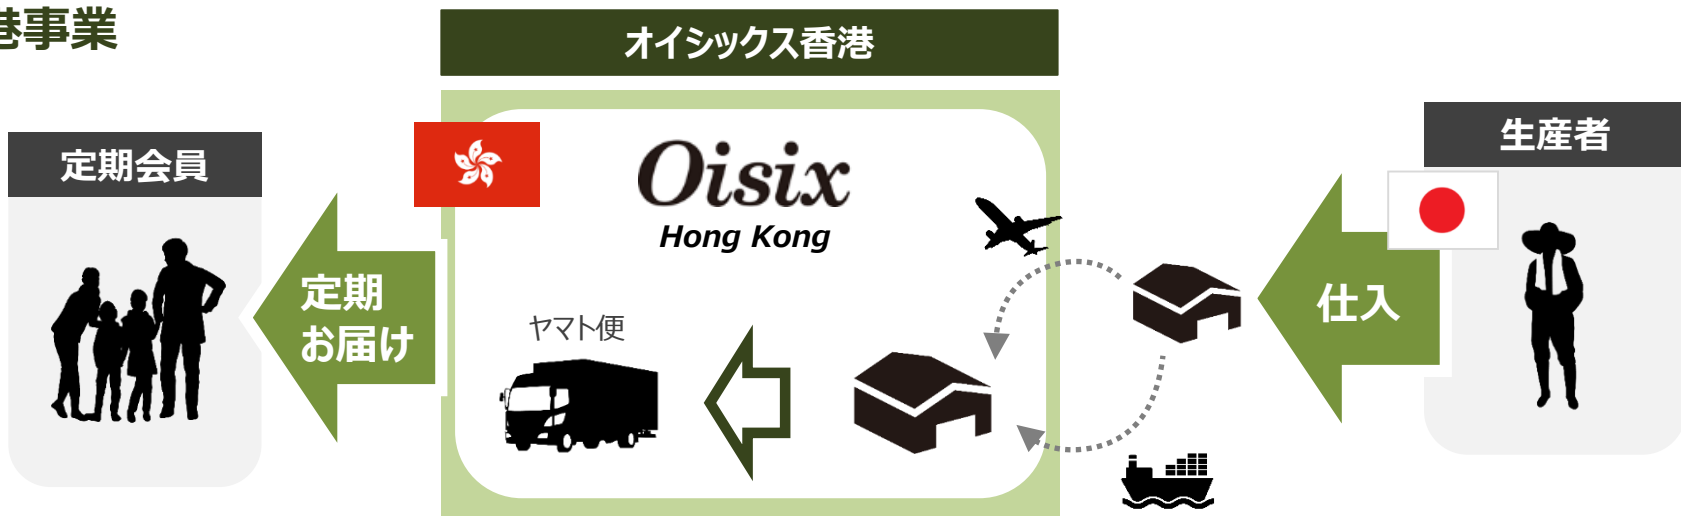 港事業
オイシックス香港
定期会員
生産者
Oisix
Hong Kong
定期
お届け
仕入
ヤマト便